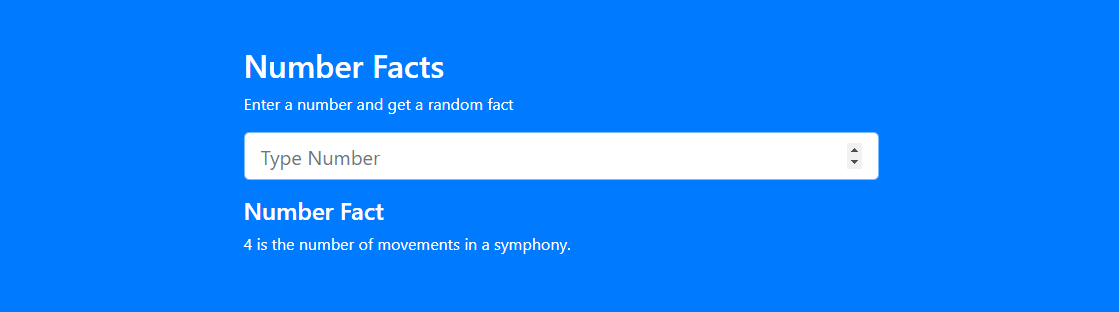 Number Facts
Enter a number and get a random fact
Type Number
Number Fact
4 is the number of movements in a symphony.